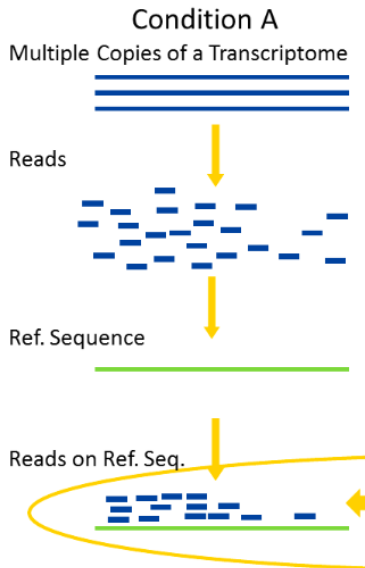 Condition A
Multiple Copies of a Transcriptome
Reads
Ref. Sequence
Reads on Ref. Seq.